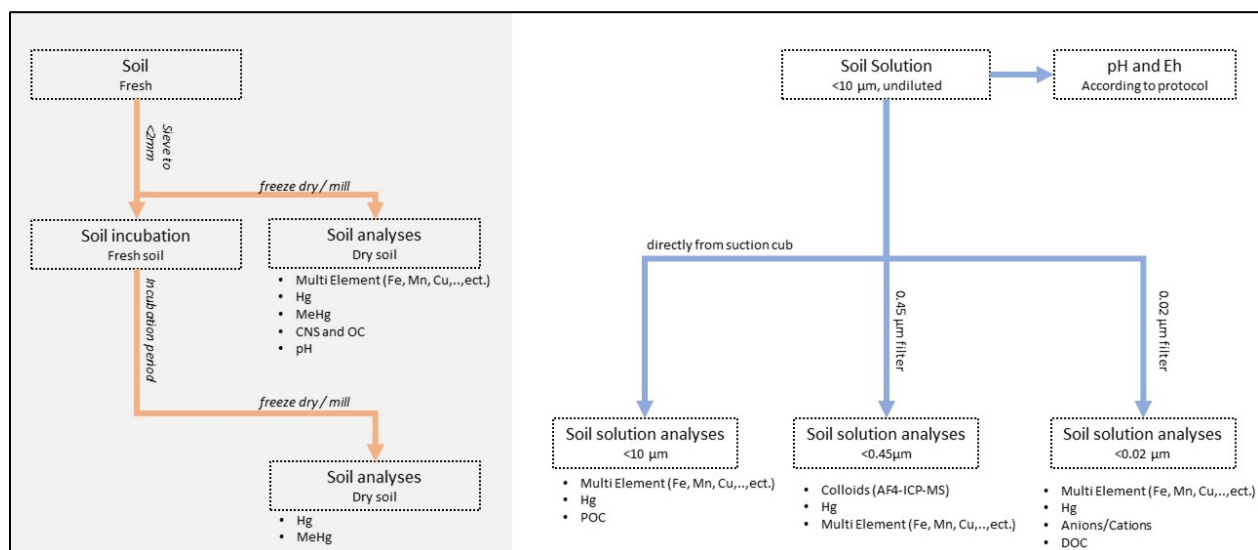 Soil
Fresh
Sieve to
<2mm
freeze dry / mill
Soil incubation
Fresh soil
Soil analyses
Dry soil
• Multi Element (Fe, Mn, Cu,..,ect.)
• Hg
• MeHg
• CNS and OC
• pH
Incubation period
freeze dry / mill
Soil analyses
Dry soil
• Hg
• MeHg
Soil Solution
<10 µm, undiluted
pH and Eh
According to protocol
directly from suction cub
0.45 µm filter
0.02 µm filter
Soil solution analyses
<10 µm
• Multi Element (Fe, Mn, Cu,..,ect.)
• Hg
• POC
Soil solution analyses
<0.45µm
• Colloids (AF4-ICP-MS)
• Hg
• Multi Element (Fe, Mn, Cu,..,ect.)
Soil solution analyses
<0.02 µm
• Multi Element (Fe, Mn, Cu,..,ect.)
• Hg
• Anions/Cations
• DOC